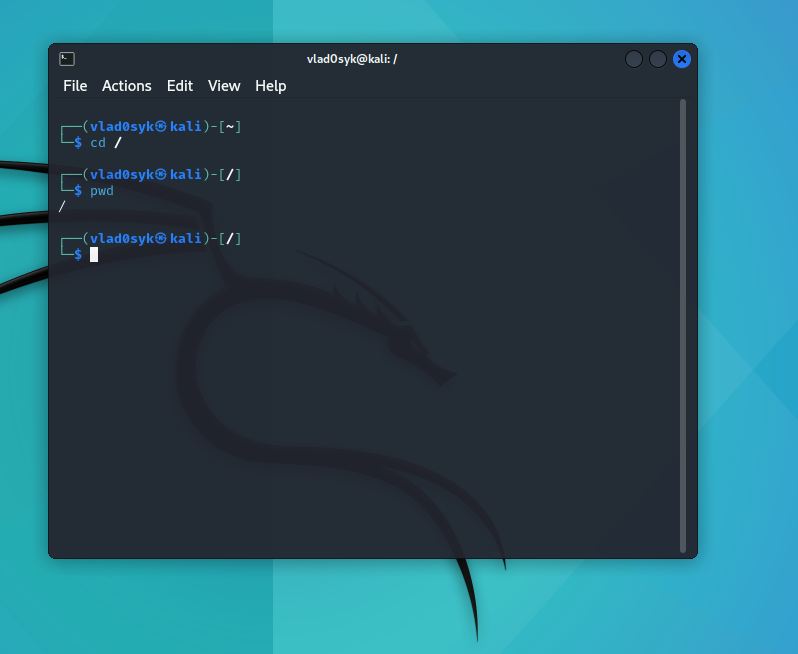 vlad0syk@kali: /
File Actions Edit View Help
┌──(vlad0syk㉿kali)-[~]
└─$ cd /
┌──(vlad0syk㉿kali)-[/]
└─$ pwd
/
┌──(vlad0syk㉿kali)-[/]
└─$